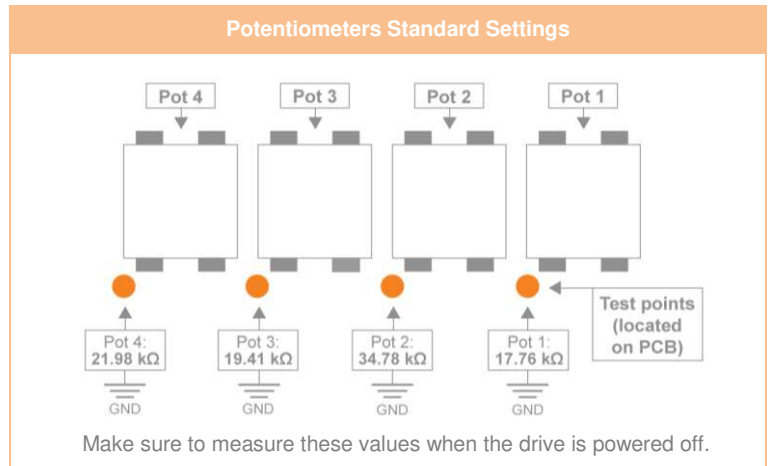 Potentiometers Standard Settings
Pot 4
Pot 3
Pot 2
Pot 1
Test points
(located
on PCB)
Pot 4:
21.98 kΩ
Pot 3:
19.41 kΩ
Pot 2:
34.78 kΩ
Pot 1:
17.76 kΩ
GND
GND
GND
GND
Make sure to measure these values when the drive is powered off.